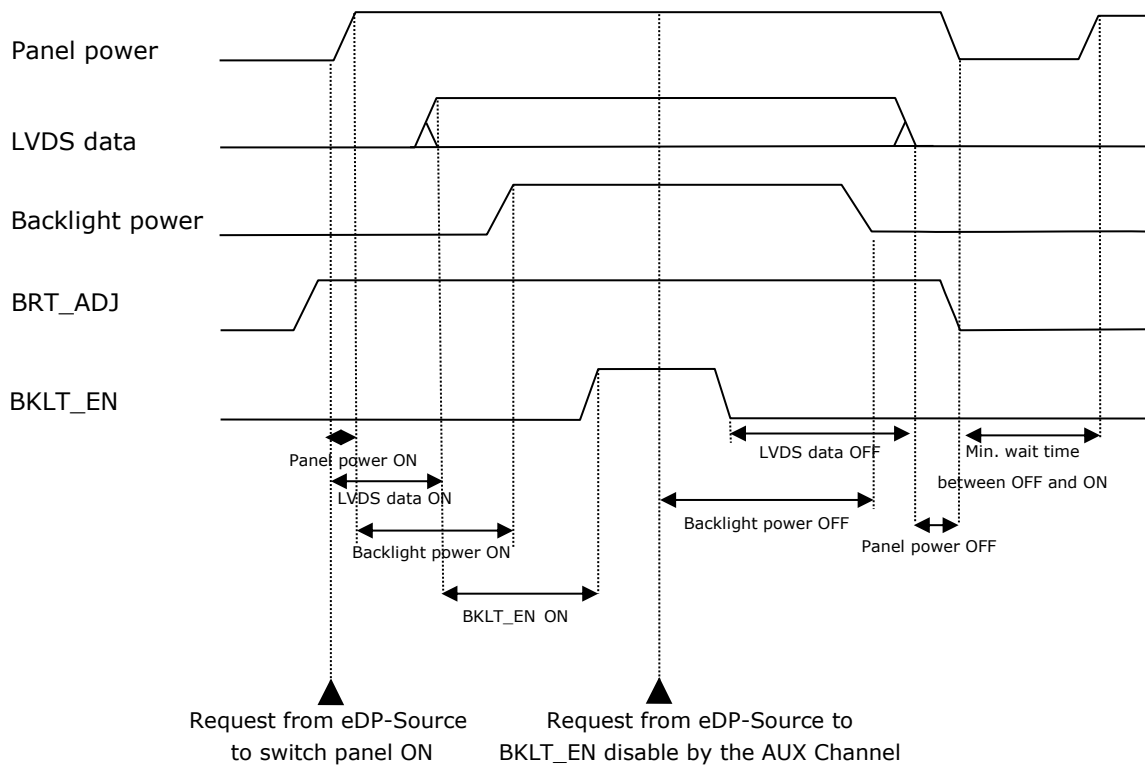 Panel power
LVDS data
Backlight power
BRT_ADJ
BKLT_EN
Panel power ON
LVDS data ON
Backlight power ON
BKLT_EN ON
LVDS data OFF
Backlight power OFF
Panel power OFF
Min. wait time
between OFF and ON
Request from eDP-Source
to switch panel ON
Request from eDP-Source to
BKLT_EN disable by the AUX Channel